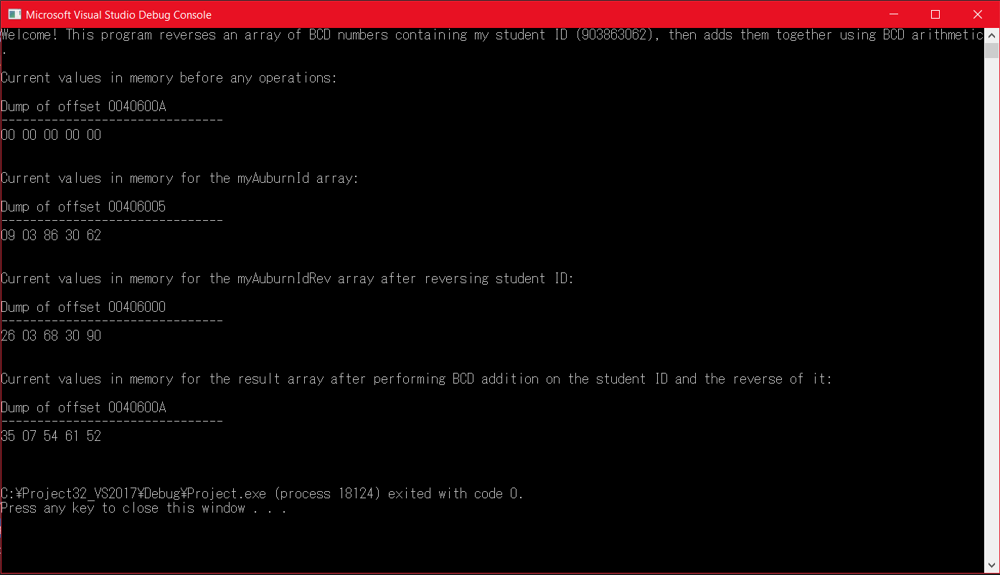 Microsoft Visual Studio Debug Console
Welcome! This program reverses an array of BCD numbers containing my student ID (903863062), then adds them together using BCD arithmetic
.
Current values in memory before any operations:
Dump of offset 0040600A
-------------------------------
00 00 00 00 00
Current values in memory for the myAuburnId array:
Dump of offset 00406005
-------------------------------
09 03 86 30 62
Current values in memory for the myAuburnIdRev array after reversing student ID:
Dump of offset 00406000
-------------------------------
26 03 68 30 90
Current values in memory for the result array after performing BCD addition on the student ID and the reverse of it:
Dump of offset 0040600A
-------------------------------
35 07 54 61 52
C:¥Project32_VS2017¥Debug¥Project.exe (process 18124) exited with code 0.
Press any key to close this window . . .